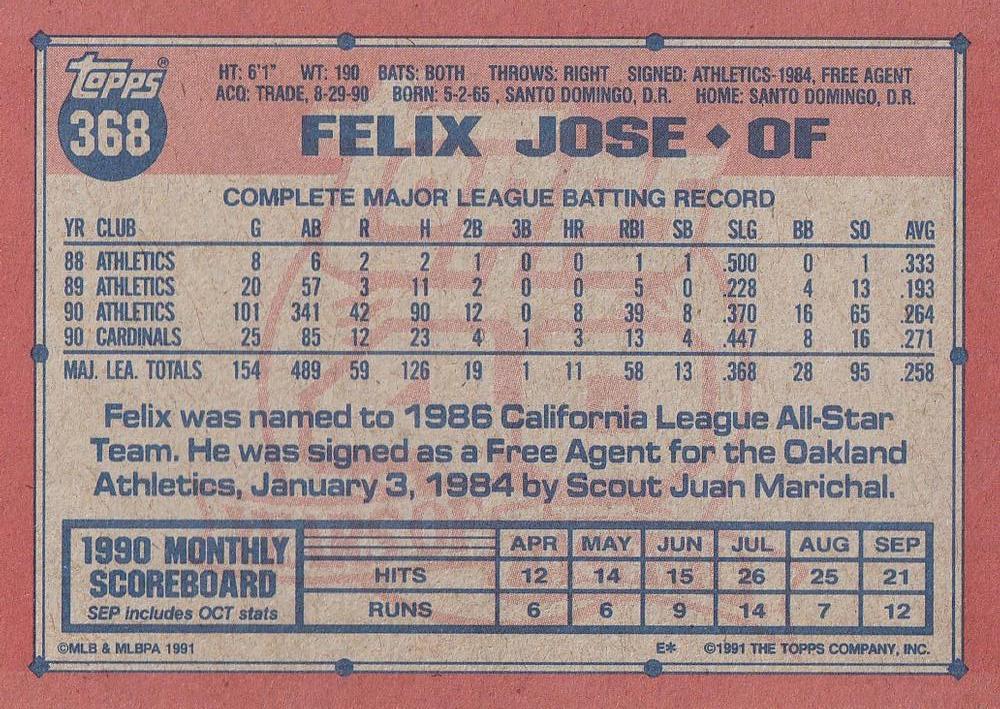 topps®
368
HT: 6'1" WT: 190 BATS: BOTH THROWS: RIGHT SIGNED: ATHLETICS-1984, FREE AGENT
ACQ: TRADE, 8-29-90 BORN: 5-2-65, SANTO DOMINGO, D.R. HOME: SANTO DOMINGO, D.R.
FELIX JOSE ◆ OF
COMPLETE MAJOR LEAGUE BATTING RECORD
YR CLUB G AB R H 2B 3B HR RBI SB SLG BB SO AVG
88 ATHLETICS 8 6 2 2 1 0 0 1 1 .500 0 1 .333
89 ATHLETICS 20 57 3 11 2 0 0 5 0 .228 4 13 .193
90 ATHLETICS 101 341 42 90 12 0 8 39 8 .370 16 65 .264
90 CARDINALS 25 85 12 23 4 1 3 13 4 .447 8 16 .271
MAJ. LEA. TOTALS 154 489 59 126 19 1 11 58 13 .368 28 95 .258
Felix was named to 1986 California League All-Star
Team. He was signed as a Free Agent for the Oakland
Athletics, January 3, 1984 by Scout Juan Marichal.
1990 MONTHLY
SCOREBOARD
SEP includes OCT stats
APR MAY JUN JUL AUG SEP
HITS 12 14 15 26 25 21
RUNS 6 6 9 14 7 12
©MLB & MLBPA 1991 E* ©1991 THE TOPPS COMPANY, INC.